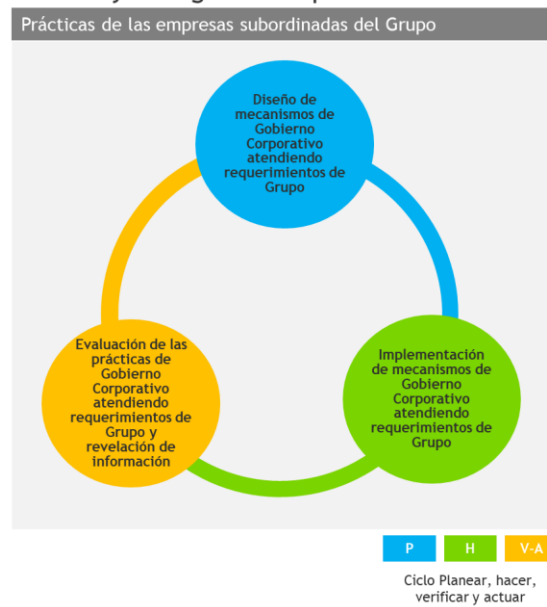 Prácticas de las empresas subordinadas del Grupo
Diseño de
mecanismos de
Gobierno
Corporativo
atendiendo
requerimientos de
Grupo
Evaluación de las
prácticas de
Gobierno
Corporativo
atendiendo
requerimientos de
Grupo y
revelación de
información
Implementación
de mecanismos de
Gobierno
Corporativo
atendiendo
requerimientos de
Grupo
P H V-A
Ciclo Planear, hacer,
verificar y actuar